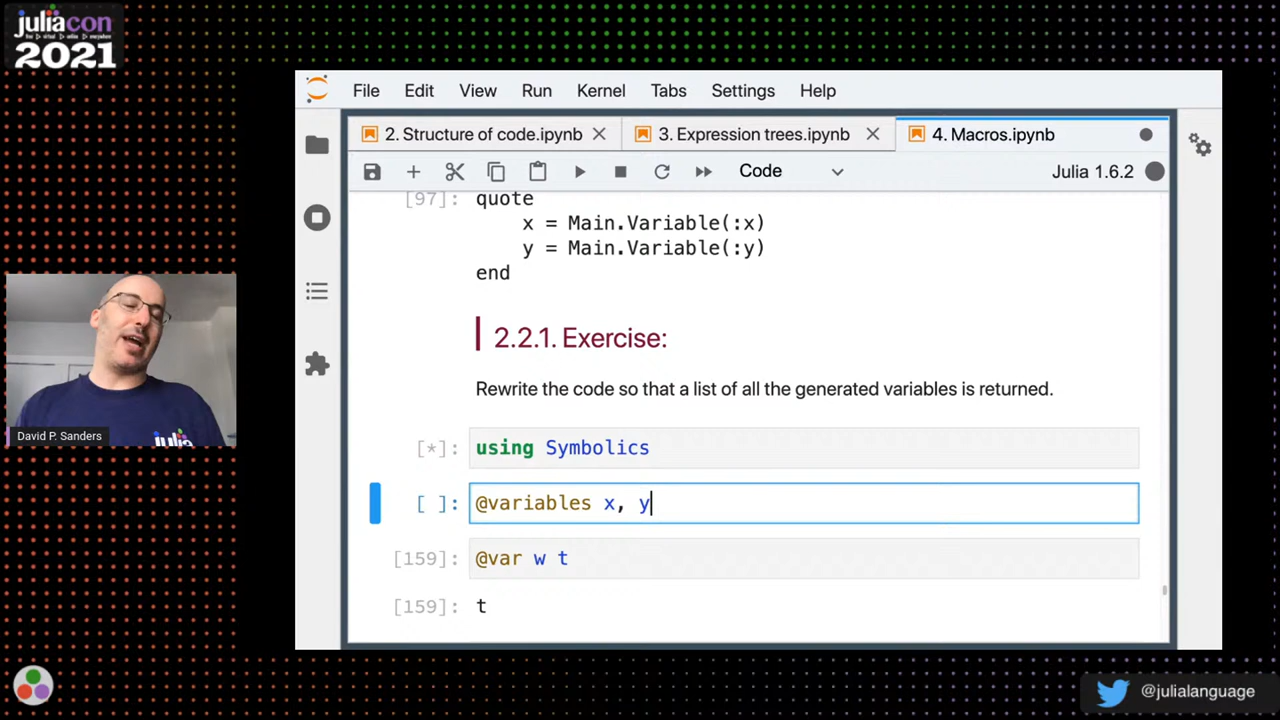 juliacon
2021
File Edit View Run Kernel Tabs Settings Help
2. Structure of code.ipynb 3. Expression trees.ipynb 4. Macros.ipynb
Code Julia 1.6.2
[97]: quote
x = Main.Variable(:x)
y = Main.Variable(:y)
end
2.2.1. Exercise:
Rewrite the code so that a list of all the generated variables is returned.
[*]: using Symbolics
[ ]: @variables x, y
[159]: @var w t
[159]: t
David P. Sanders
julia
@julialanguage